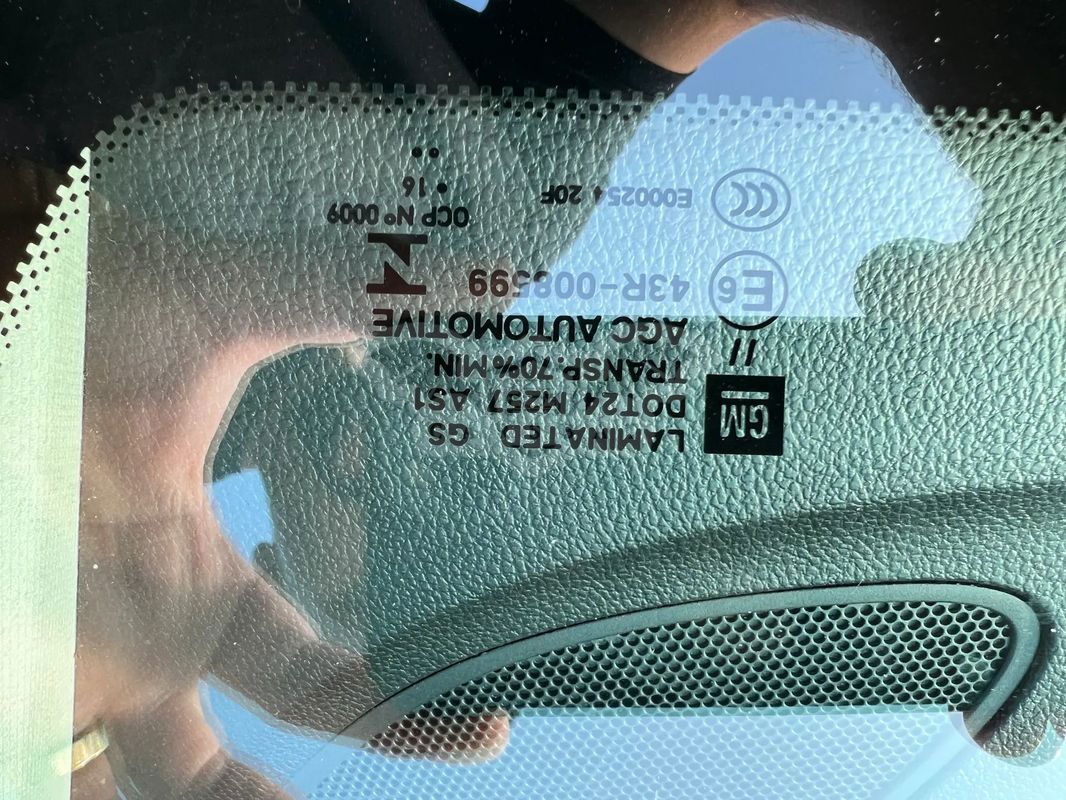 LAMINATED GS
GM DOT24 M257 AS1
// TRANSP.70% MIN.
AGC AUTOMOTIVE
E6 43R-008599
OCP Nº 0009
CCC E000254 20F
• 16
••